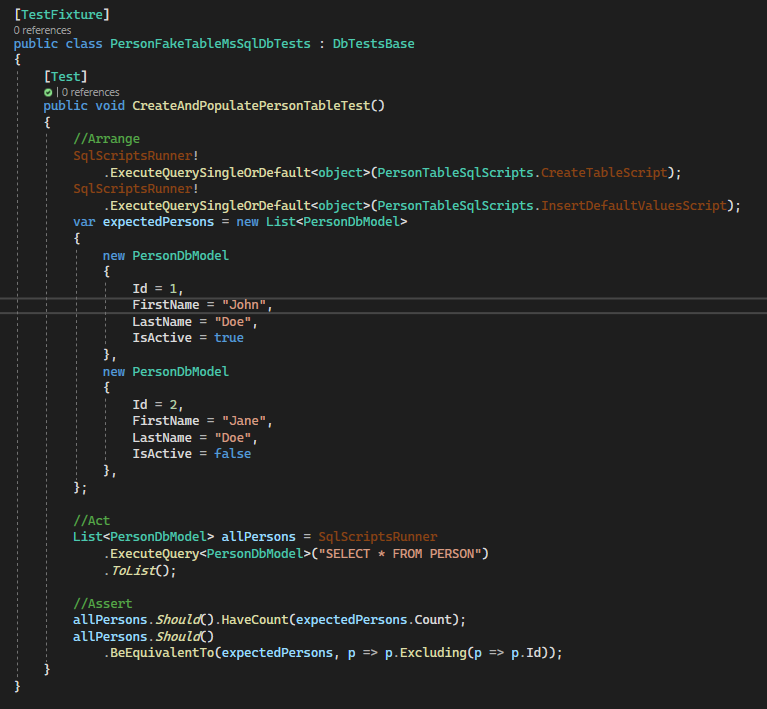 [TestFixture]
0 references
public class PersonFakeTableMsSqlDbTests : DbTestsBase
{
    [Test]
    | 0 references
    public void CreateAndPopulatePersonTableTest()
    {
        //Arrange
        SqlScriptsRunner!
            .ExecuteQuerySingleOrDefault<object>(PersonTableSqlScripts.CreateTableScript);
        SqlScriptsRunner!
            .ExecuteQuerySingleOrDefault<object>(PersonTableSqlScripts.InsertDefaultValuesScript);
        var expectedPersons = new List<PersonDbModel>
        {
            new PersonDbModel
            {
                Id = 1,
                FirstName = "John",
                LastName = "Doe",
                IsActive = true
            },
            new PersonDbModel
            {
                Id = 2,
                FirstName = "Jane",
                LastName = "Doe",
                IsActive = false
            },
        };

        //Act
        List<PersonDbModel> allPersons = SqlScriptsRunner
            .ExecuteQuery<PersonDbModel>("SELECT * FROM PERSON")
            .ToList();

        //Assert
        allPersons.Should().HaveCount(expectedPersons.Count);
        allPersons.Should()
            .BeEquivalentTo(expectedPersons, p => p.Excluding(p => p.Id));
    }
}